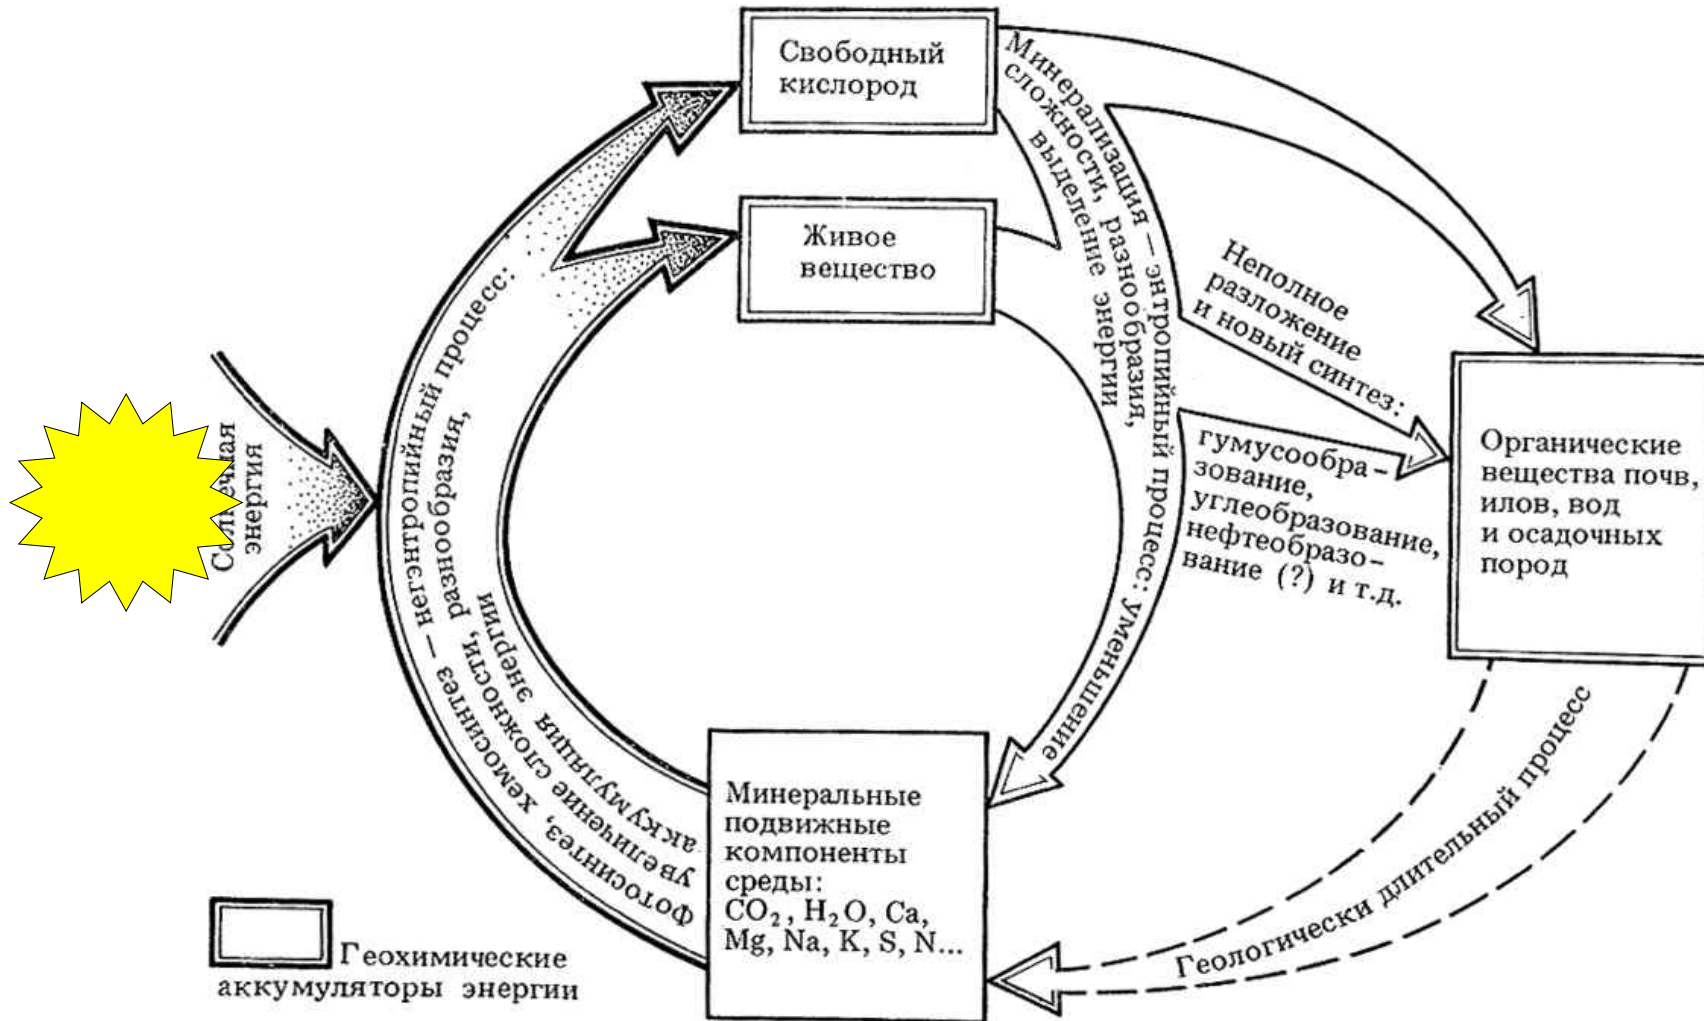 Свободный
кислород
Живое
вещество
Минерализация — энтропийный процесс: уменьшение
сложности, разнообразия,
выделение энергии
Неполное
разложение
и новый синтез:
гумусообра-
зование,
углеобразование,
нефтеобразо-
вание (?) и т.д.
Органические
вещества почв,
илов, вод
и осадочных
пород
Солнечная
энергия
Фотосинтез, хемосинтез — негэнтропийный процесс:
увеличение сложности, разнообразия,
аккумуляция энергии
Минеральные
подвижные
компоненты
среды:
CO₂, H₂O, Ca,
Mg, Na, K, S, N...
Геологически длительный процесс
Геохимические
аккумуляторы энергии